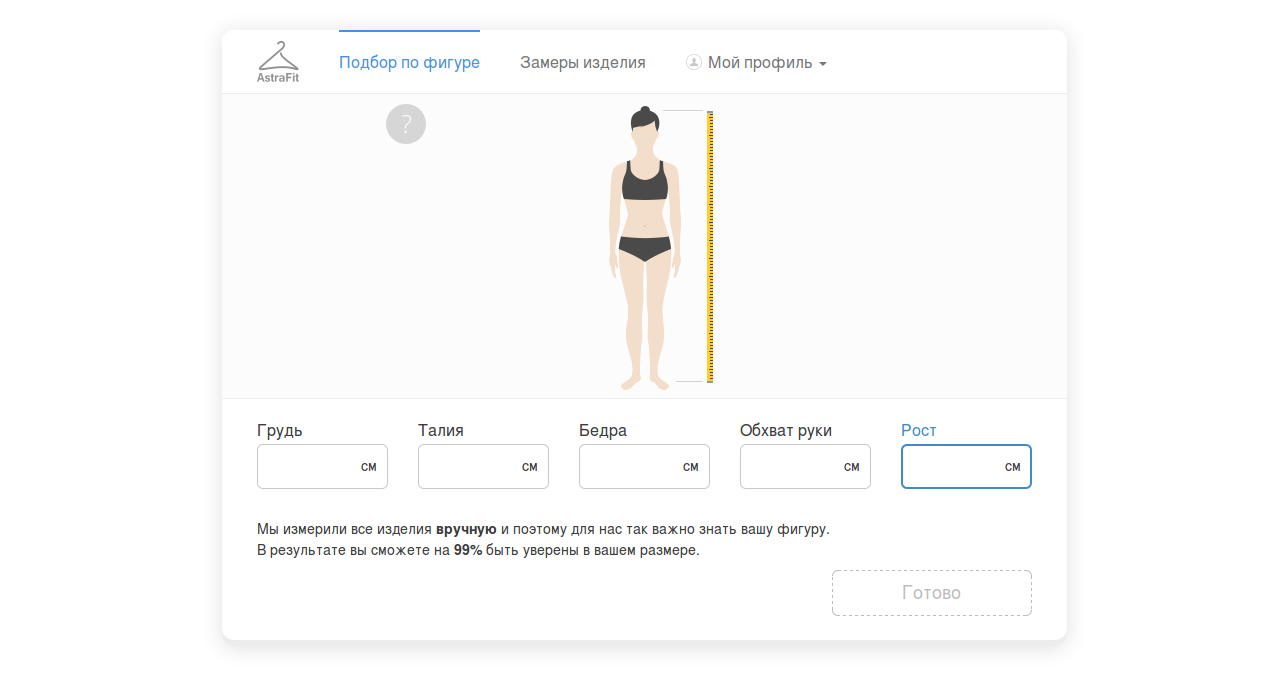 AstraFit
Подбор по фигуре
Замеры изделия
Мой профиль
?
Грудь
Талия
Бедра
Обхват руки
Рост
см
см
см
см
см
Мы измерили все изделия вручную и поэтому для нас так важно знать вашу фигуру.
В результате вы сможете на 99% быть уверены в вашем размере.
Готово